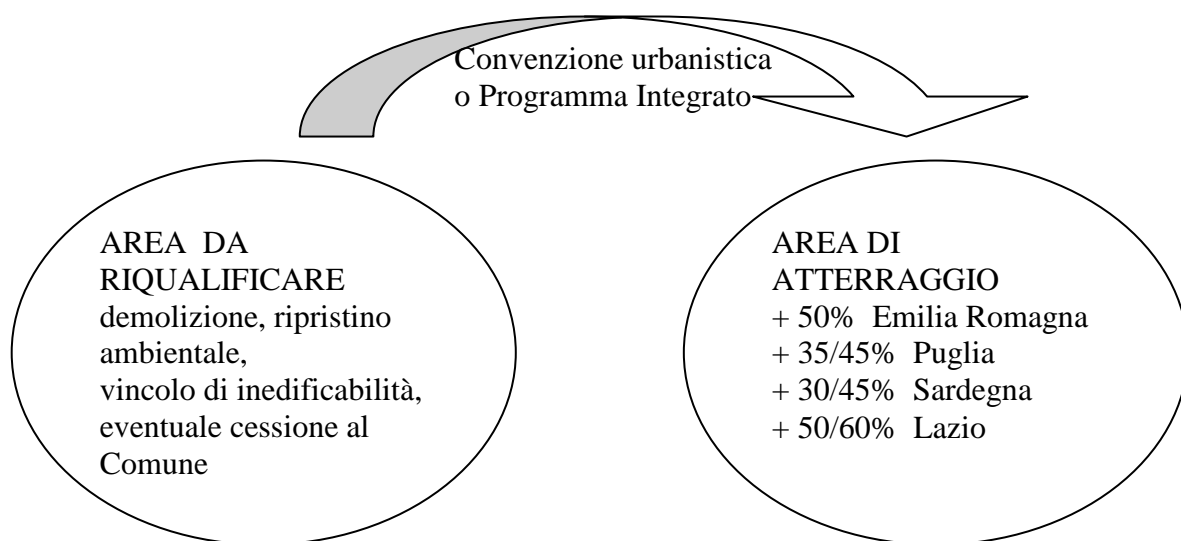 Convenzione urbanistica
o Programma Integrato
AREA DA
RIQUALIFICARE
demolizione, ripristino
ambientale,
vincolo di inedificabilità,
eventuale cessione al
Comune
AREA DI
ATTERRAGGIO
+ 50% Emilia Romagna
+ 35/45% Puglia
+ 30/45% Sardegna
+ 50/60% Lazio